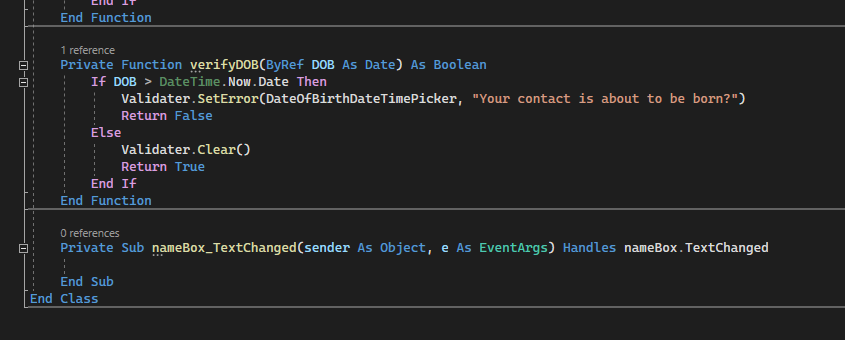 End If
End Function
1 reference
Private Function verifyDOB(ByRef DOB As Date) As Boolean
If DOB > DateTime.Now.Date Then
Validater.SetError(DateOfBirthDateTimePicker, "Your contact is about to be born?")
Return False
Else
Validater.Clear()
Return True
End If
End Function
0 references
Private Sub nameBox_TextChanged(sender As Object, e As EventArgs) Handles nameBox.TextChanged
End Sub
End Class